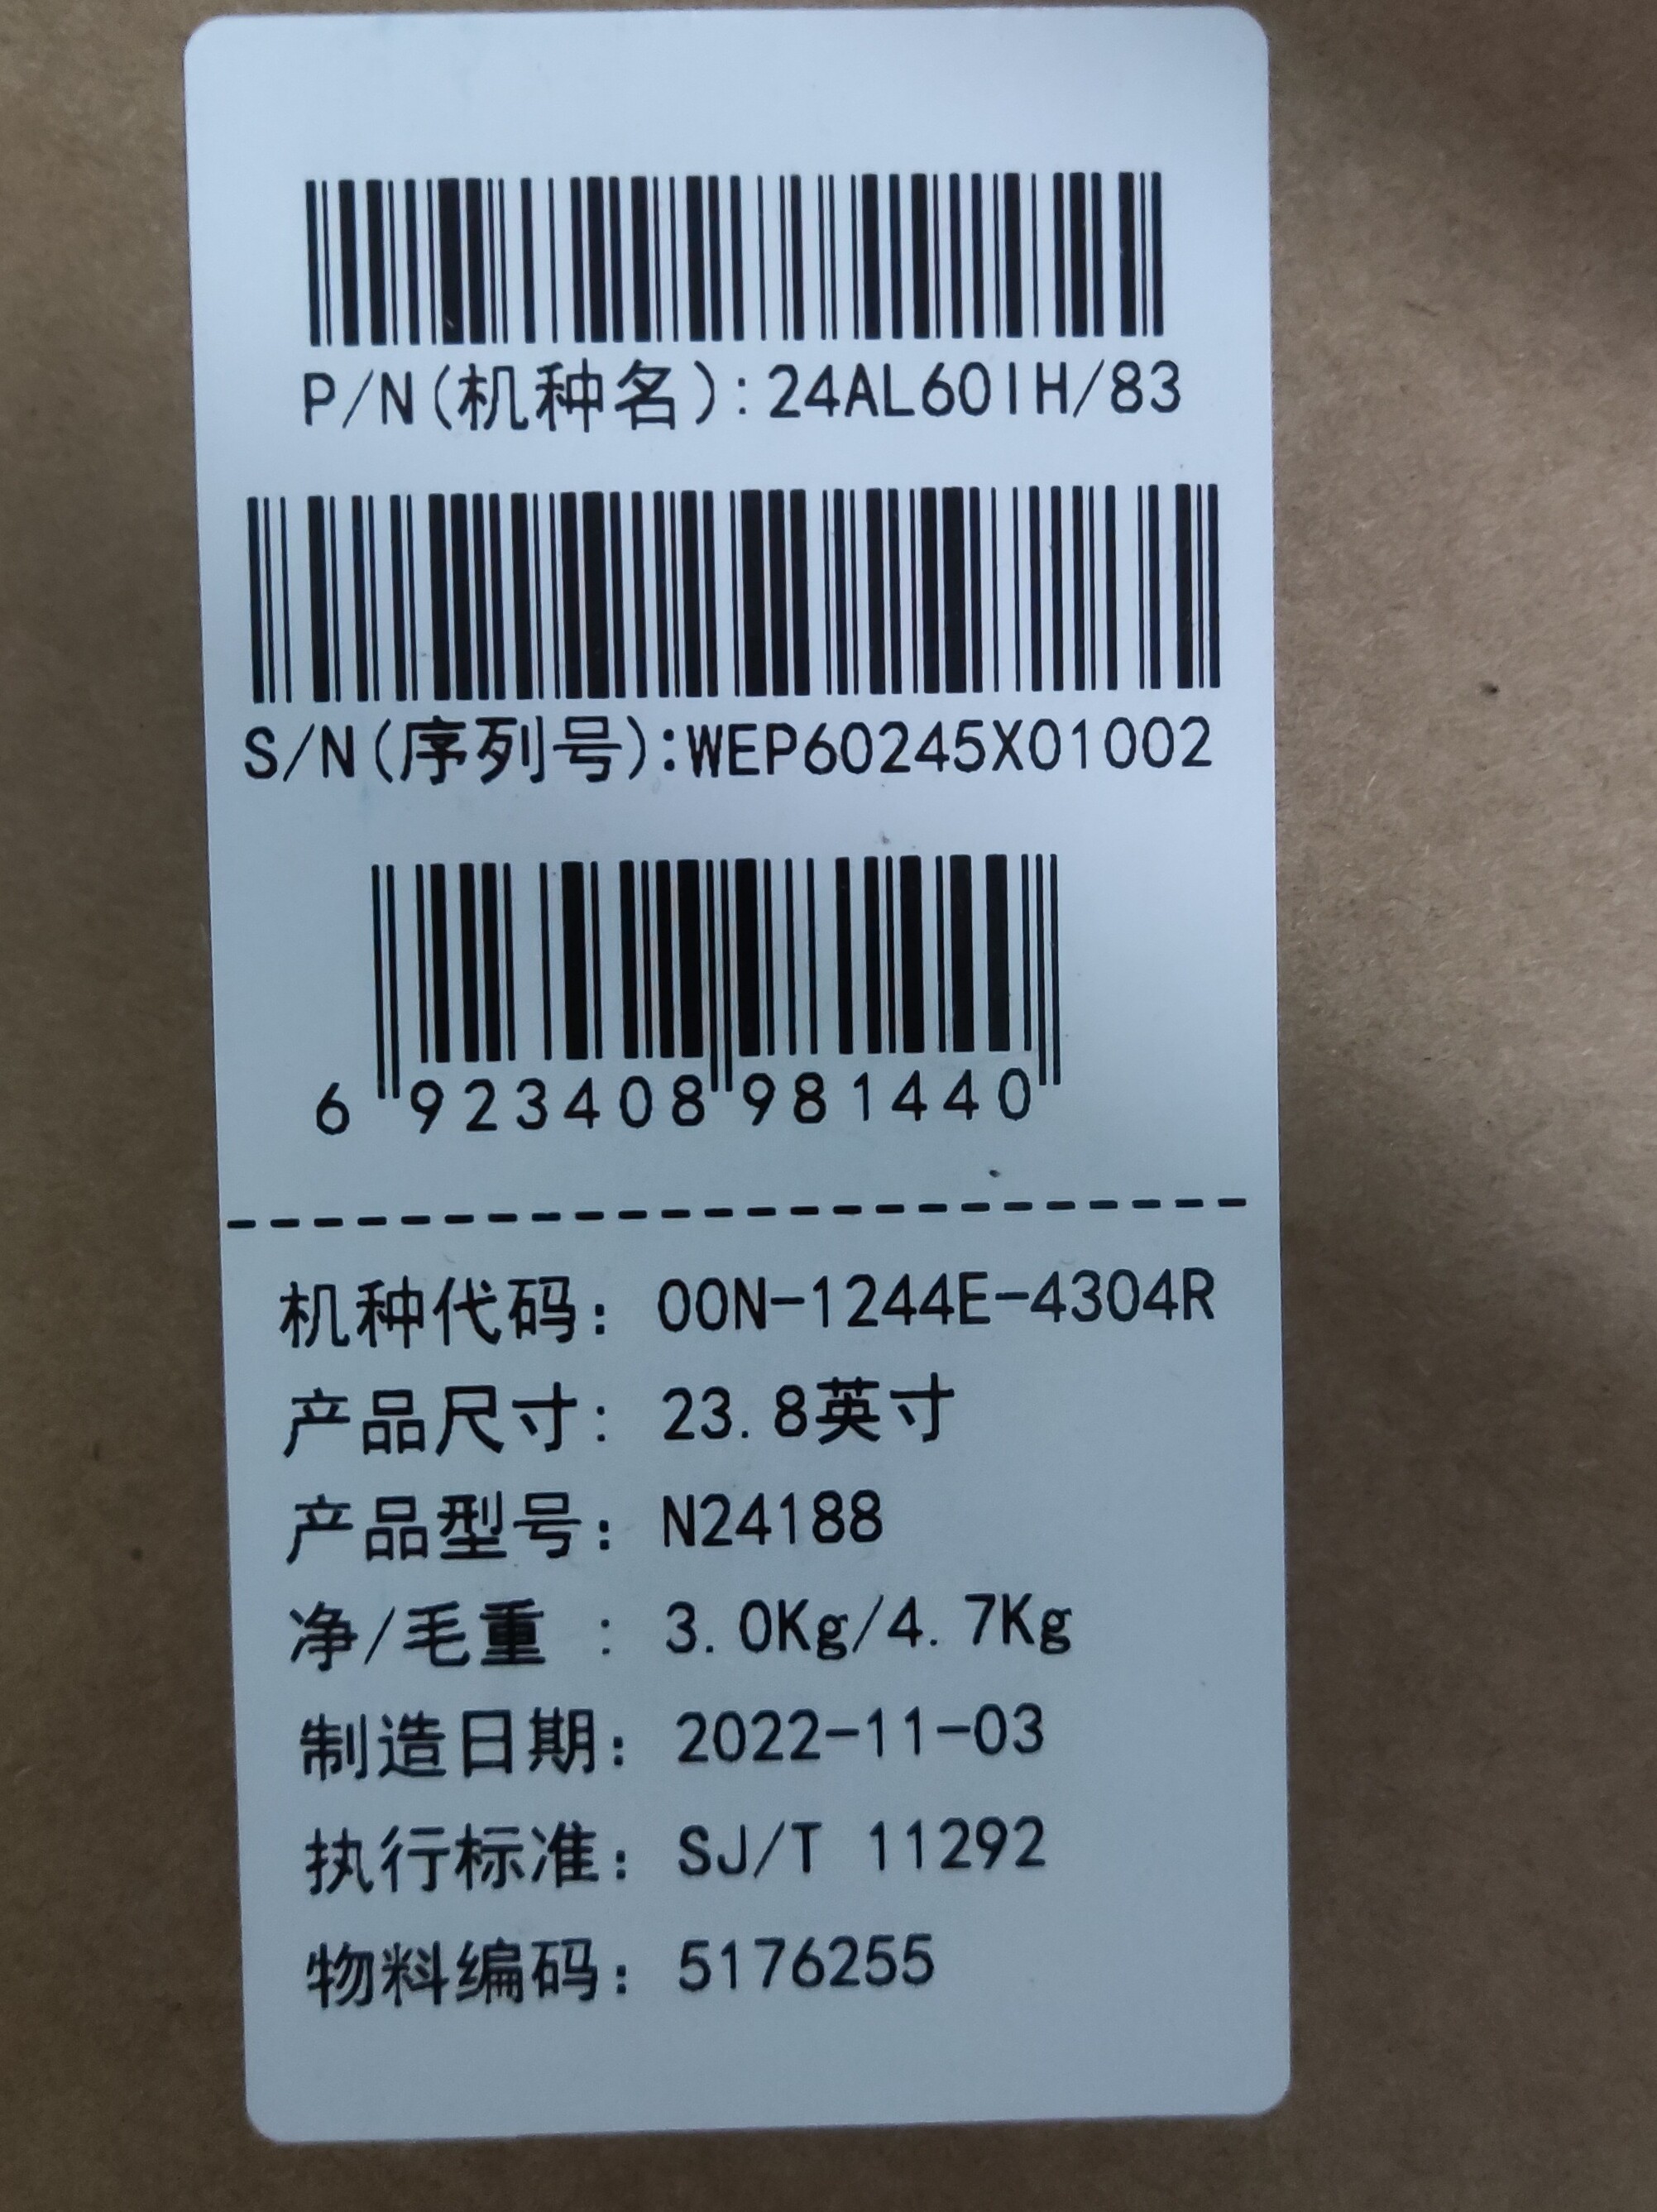 P/N(机种名):24AL60IH/83
S/N(序列号):WEP60245X01002
6 923408 981440
机种代码: 00N-1244E-4304R
产品尺寸: 23.8英寸
产品型号: N24188
净/毛重 : 3.0Kg/4.7Kg
制造日期: 2022-11-03
执行标准: SJ/T 11292
物料编码: 5176255